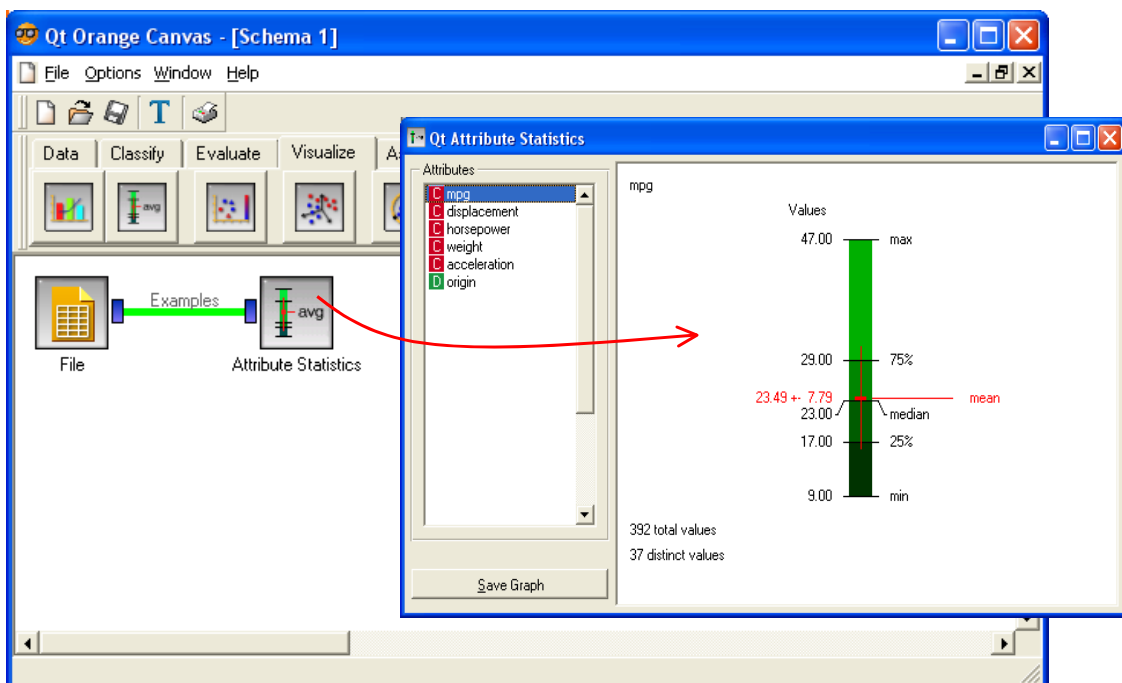 Qt Orange Canvas - [Schema 1]
File Options Window Help
T
Data Classify Evaluate Visualize A
avg
Examples
avg
File
Attribute Statistics
Qt Attribute Statistics
Attributes
C mpg
C displacement
C horsepower
C weight
C acceleration
D origin
Save Graph
mpg
Values
47.00 max
29.00 75%
23.49 +- 7.79 mean
23.00 median
17.00 25%
9.00 min
392 total values
37 distinct values